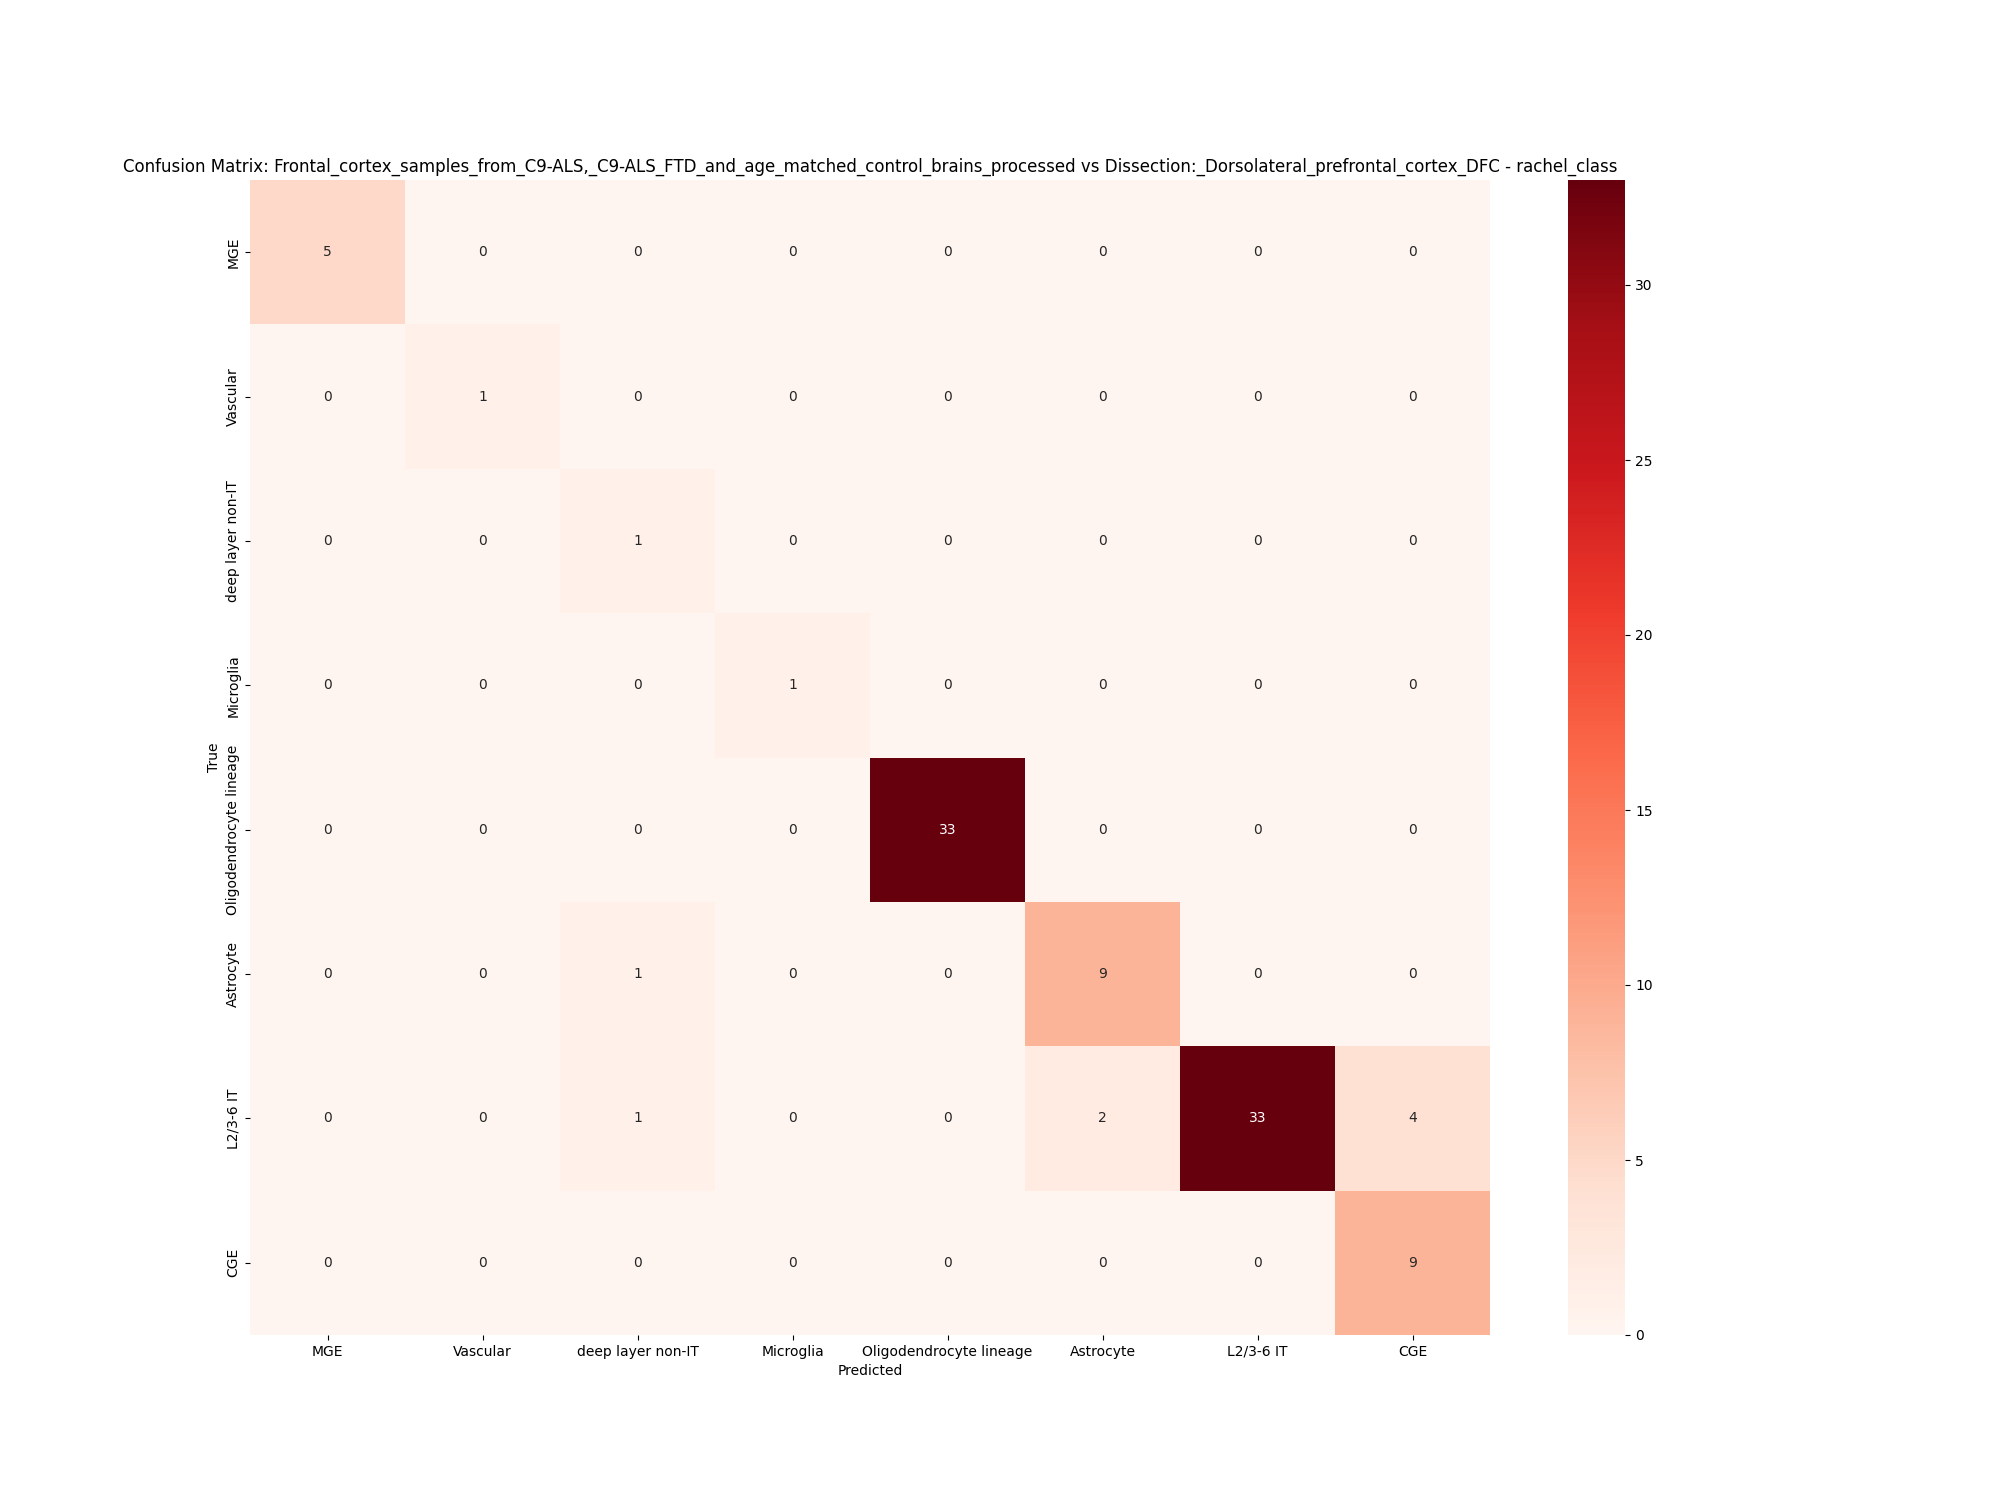 Confusion Matrix: Frontal_cortex_samples_from_C9-ALS,_C9-ALS_FTD_and_age_matched_control_brains_processed vs Dissection:_Dorsolateral_prefrontal_cortex_DFC - rachel_class
True
MGE 5 0 0 0 0 0 0 0
Vascular 0 1 0 0 0 0 0 0
deep layer non-IT 0 0 1 0 0 0 0 0
Microglia 0 0 0 1 0 0 0 0
Oligodendrocyte lineage 0 0 0 0 33 0 0 0
Astrocyte 0 0 1 0 0 9 0 0
L2/3-6 IT 0 0 1 0 0 2 33 4
CGE 0 0 0 0 0 0 0 9
MGE Vascular deep layer non-IT Microglia Oligodendrocyte lineage Astrocyte L2/3-6 IT CGE
Predicted
30
25
20
15
10
5
0